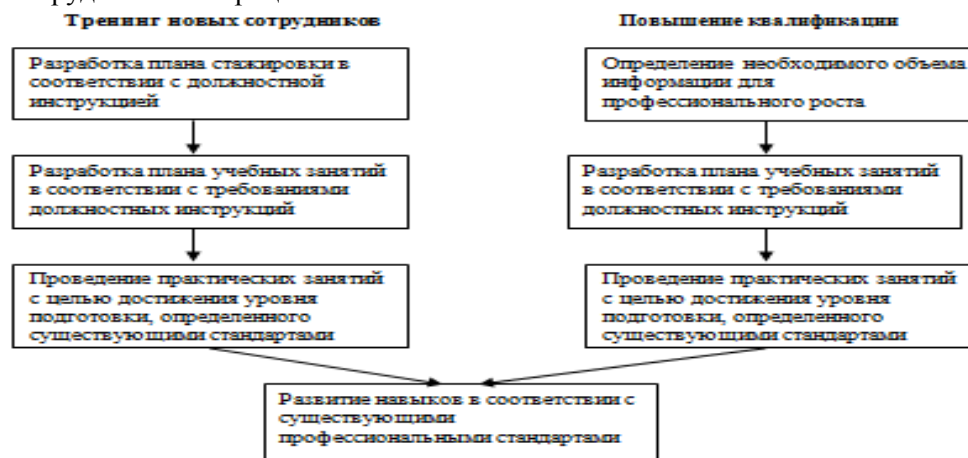 Тренинг новых сотрудников
Повышение квалификации
Разработка плана стажировки в
соответствии с должностной
инструкцией
Определение необходимого объема
информации для
профессионального роста
Разработка плана учебных занятий
в соответствии с требованиями
должностных инструкций
Разработка плана учебных занятий
в соответствии с требованиями
должностных инструкций
Проведение практических занятий
с целью достижения уровня
подготовки, определенного
существующими стандартами
Проведение практических занятий
с целью достижения уровня
подготовки, определенного
существующими стандартами
Развитие навыков в соответствии с
существующими
профессиональными стандартами